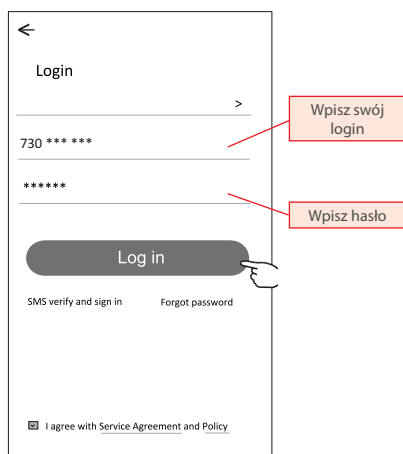 Login
>
Wpisz swój
login
730 *** ***
******
Wpisz hasło
Log in
SMS verify and sign in Forgot password
I agree with Service Agreement and Policy